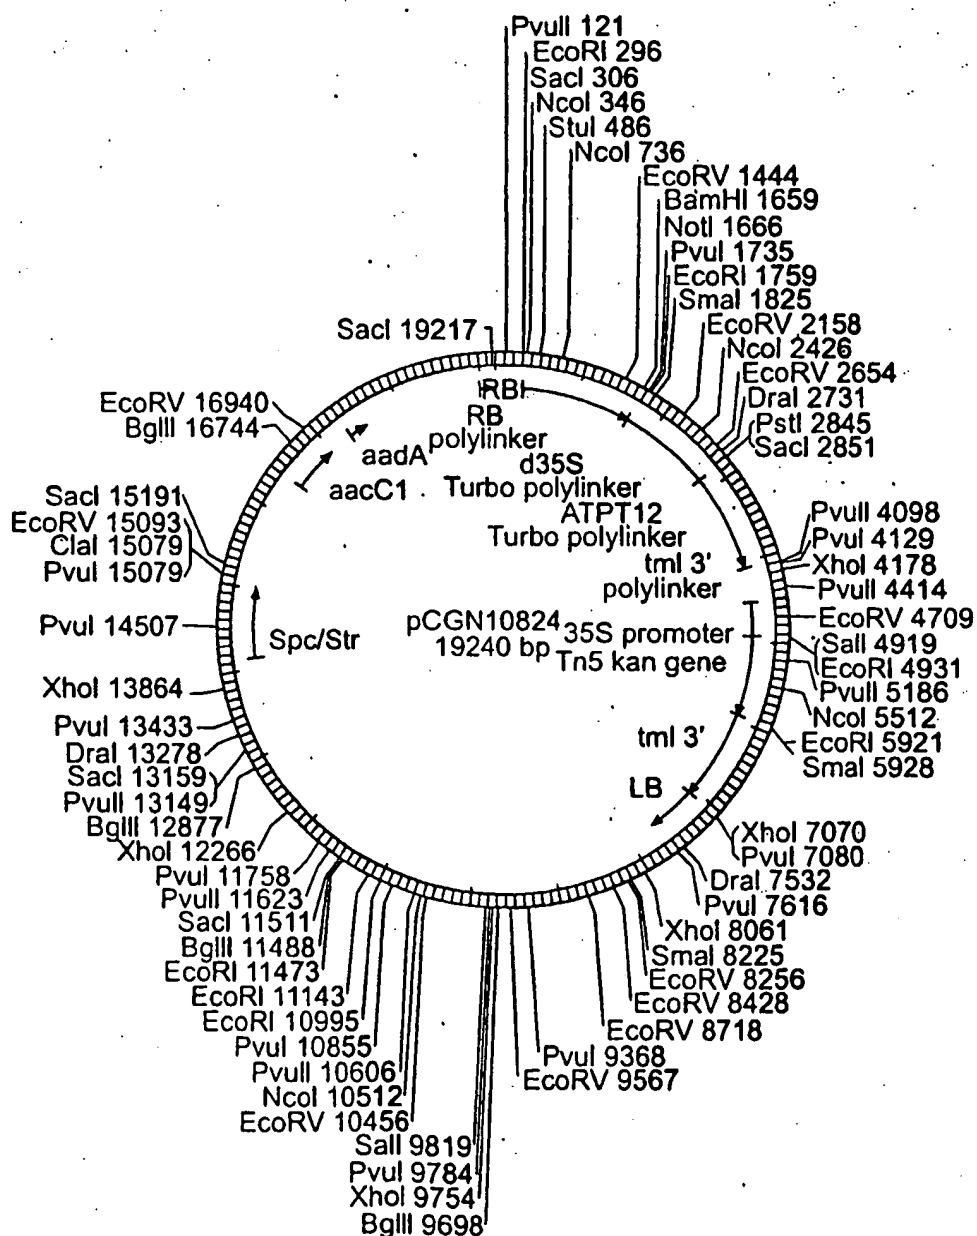 PvuII 121
EcoRI 296
SacI 306
NcoI 346
StuI 486
NcoI 736
EcoRV 1444
BamHI 1659
NotI 1666
PvuI 1735
EcoRI 1759
SmaI 1825
EcoRV 2158
NcoI 2426
EcoRV 2654
DraI 2731
PstI 2845
SacI 2851
PvuII 4098
PvuI 4129
XhoI 4178
PvuII 4414
EcoRV 4709
SalI 4919
EcoRI 4931
PvuII 5186
NcoI 5512
EcoRI 5921
SmaI 5928
XhoI 7070
PvuI 7080
DraI 7532
PvuI 7616
XhoI 8061
SmaI 8225
EcoRV 8256
EcoRV 8428
EcoRV 8718
PvuI 9368
EcoRV 9567
BglII 9698
XhoI 9754
PvuI 9784
SalI 9819
EcoRV 10456
NcoI 10512
PvuII 10606
PvuI 10855
EcoRI 10995
EcoRI 11143
EcoRI 11473
BglII 11488
SacI 11511
PvuII 11623
PvuI 11758
XhoI 12266
BglII 12877
PvuII 13149
SacI 13159
DraI 13278
PvuI 13433
XhoI 13864
PvuI 14507
PvuI 15079
ClaI 15079
EcoRV 15093
SacI 15191
BglII 16744
EcoRV 16940
SacI 19217
RB
RB
polylinker
d35S
Turbo polylinker
ATPT12
Turbo polylinker
tml 3'
polylinker
35S promoter
Tn5 kan gene
tml 3'
LB
Spc/Str
aacC1
aadA
pCGN10824
19240 bp